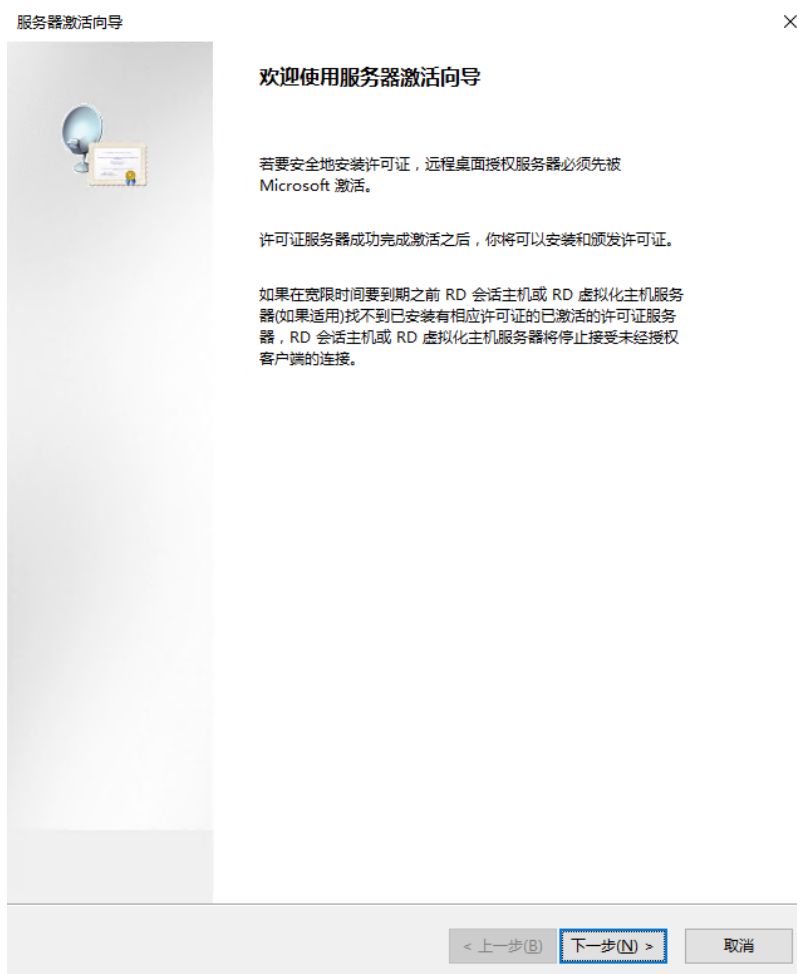 服务器激活向导
欢迎使用服务器激活向导
若要安全地安装许可证，远程桌面授权服务器必须先被
Microsoft 激活。
许可证服务器成功完成激活之后，你将可以安装和颁发许可证。
如果在宽限时间要到期之前 RD 会话主机或 RD 虚拟化主机服务
器(如果适用)找不到已安装有相应许可证的已激活的许可证服务
器，RD 会话主机或 RD 虚拟化主机服务器将停止接受未经授权
客户端的连接。
< 上一步(B) 下一步(N) > 取消